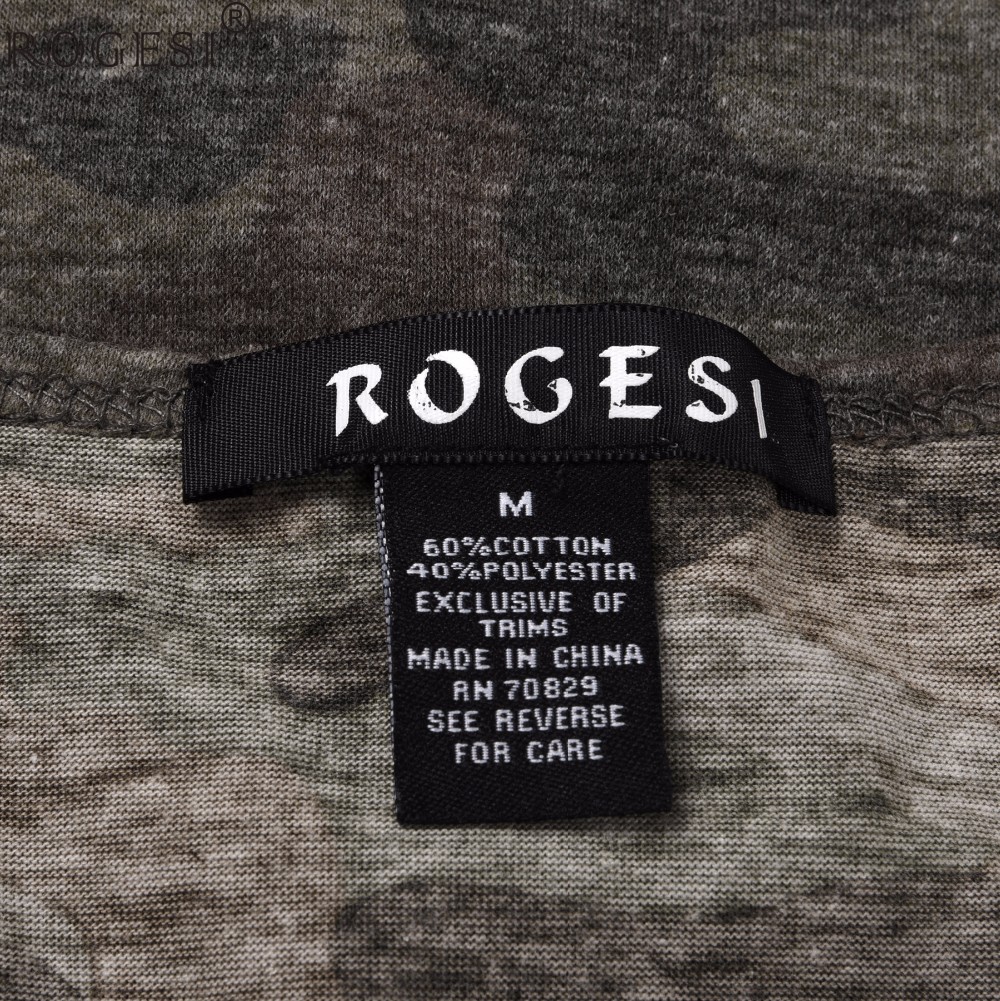 ROGESI®
ROGESI
M
60%COTTON
40%POLYESTER
EXCLUSIVE OF
TRIMS
MADE IN CHINA
RN 70829
SEE REVERSE
FOR CARE